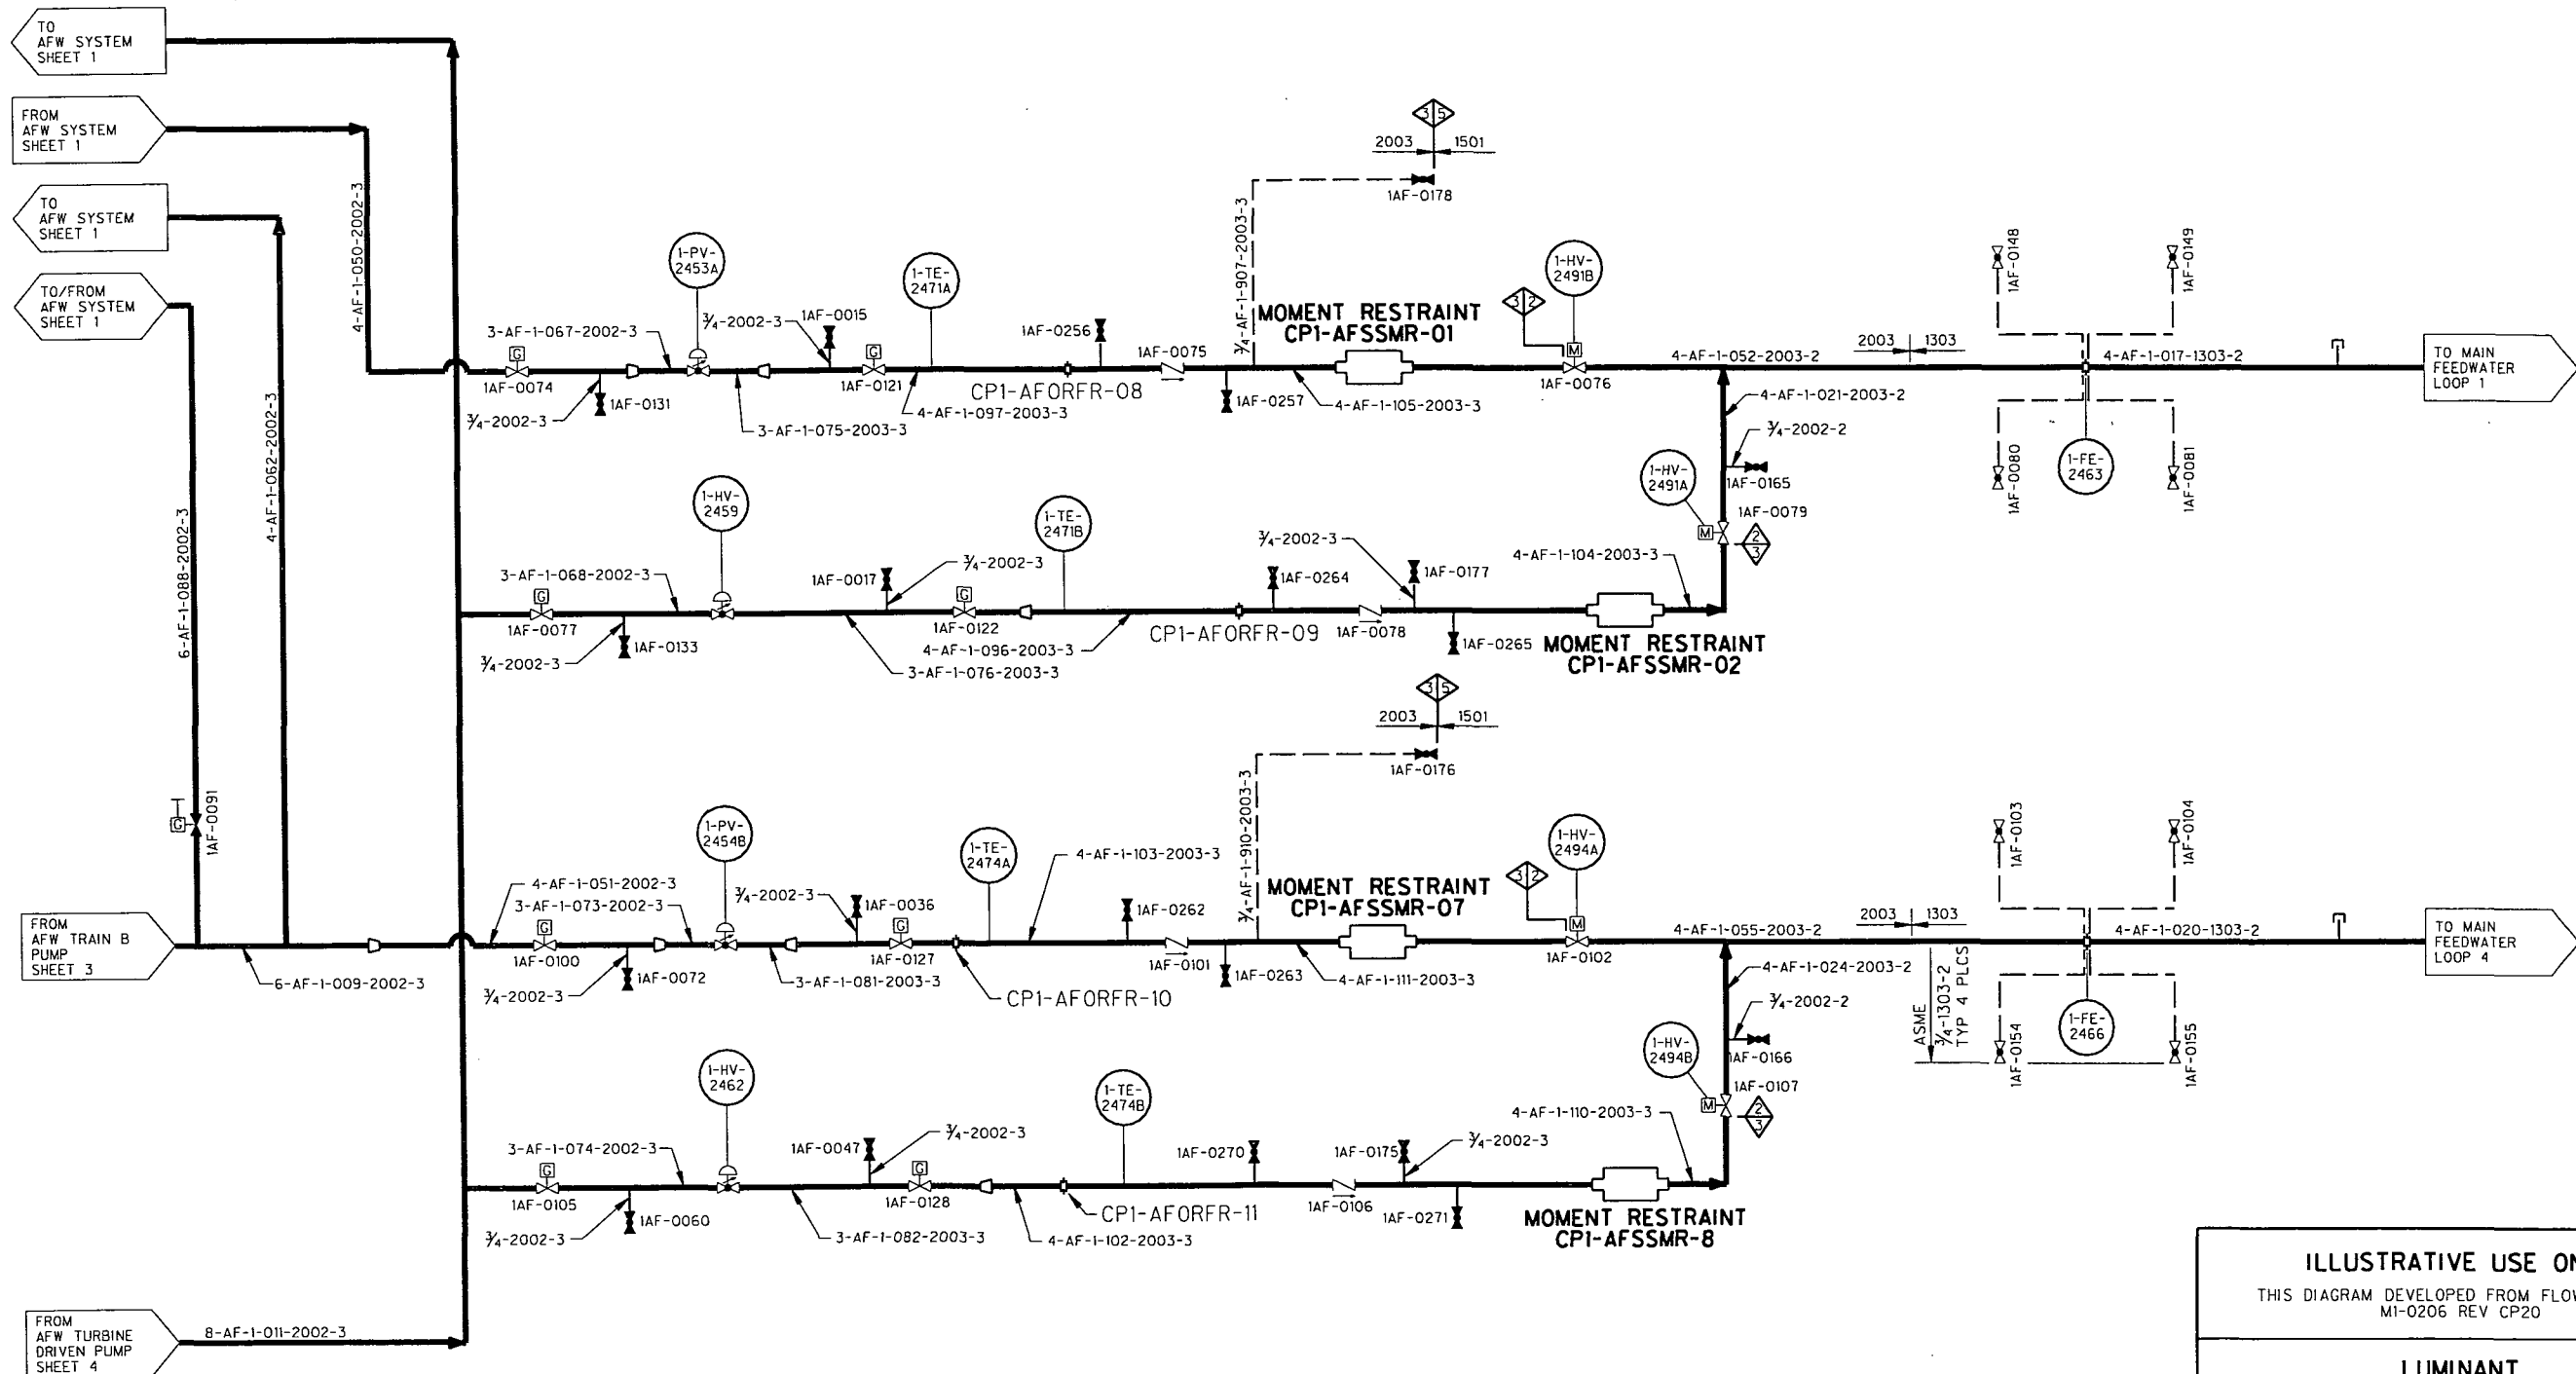 TO
AFW SYSTEM
SHEET 1
FROM
AFW SYSTEM
SHEET 1
TO
AFW SYSTEM
SHEET 1
TO/FROM
AFW SYSTEM
SHEET 1
4-AF-1-050-2002-3
4-AF-1-062-2002-3
6-AF-1-088-2002-3
3 5
2003 1501
1AF-0178
3/4-AF-1-907-2003-3
1-PV-
2453A
1-TE-
2471A
3-AF-1-067-2002-3
3/4-2002-3
1AF-0015
1AF-0256
1AF-0075
MOMENT RESTRAINT
CP1-AFSSMR-01
3 2
1-HV-
2491B
G
G
M
1AF-0074
1AF-0131
3/4-2002-3
3-AF-1-075-2003-3
1AF-0121
4-AF-1-097-2003-3
CP1-AFORFR-08
1AF-0257
4-AF-1-105-2003-3
1AF-0076
4-AF-1-052-2003-2
2003 1303
1AF-0148
1AF-0149
4-AF-1-017-1303-2
TO MAIN
FEEDWATER
LOOP 1
1AF-0080
1-FE-
2463
1AF-0081
4-AF-1-021-2003-2
3/4-2002-2
1AF-0165
1-HV-
2491A
1AF-0079
M
2
3
1-HV-
2459
1-TE-
2471B
3-AF-1-068-2002-3
1AF-0017
3/4-2002-3
3/4-2002-3
1AF-0264
1AF-0177
4-AF-1-104-2003-3
G
G
1AF-0077
1AF-0133
3/4-2002-3
1AF-0122
4-AF-1-096-2003-3
3-AF-1-076-2003-3
CP1-AFORFR-09
1AF-0078
1AF-0265
MOMENT RESTRAINT
CP1-AFSSMR-02
3 5
2003 1501
1AF-0176
3/4-AF-1-910-2003-3
G
1AF-0091
FROM
AFW TRAIN B
PUMP
SHEET 3
6-AF-1-009-2002-3
4-AF-1-051-2002-3
3-AF-1-073-2002-3
1-PV-
2454B
3/4-2002-3
1AF-0036
1-TE-
2474A
4-AF-1-103-2003-3
1AF-0262
MOMENT RESTRAINT
CP1-AFSSMR-07
3 2
1-HV-
2494A
G
G
M
1AF-0100
1AF-0072
3/4-2002-3
3-AF-1-081-2003-3
1AF-0127
CP1-AFORFR-10
1AF-0101
1AF-0263
4-AF-1-111-2003-3
1AF-0102
4-AF-1-055-2003-2
2003 1303
1AF-0103
1AF-0104
4-AF-1-020-1303-2
TO MAIN
FEEDWATER
LOOP 4
4-AF-1-024-2003-2
3/4-2002-2
ASME
3/4-1303-2
TYP 4 PLCS
1AF-0154
1-FE-
2466
1AF-0155
1-HV-
2494B
1AF-0166
1AF-0107
M
2
3
1-HV-
2462
1-TE-
2474B
3-AF-1-074-2002-3
1AF-0047
3/4-2002-3
1AF-0270
1AF-0175
3/4-2002-3
4-AF-1-110-2003-3
G
G
1AF-0105
1AF-0060
3/4-2002-3
3-AF-1-082-2003-3
1AF-0128
4-AF-1-102-2003-3
CP1-AFORFR-11
1AF-0106
1AF-0271
MOMENT RESTRAINT
CP1-AFSSMR-8
FROM
AFW TURBINE
DRIVEN PUMP
SHEET 4
8-AF-1-011-2002-3
ILLUSTRATIVE USE
THIS DIAGRAM DEVELOPED FROM
M1-0206 REV CP20
LUMINANT